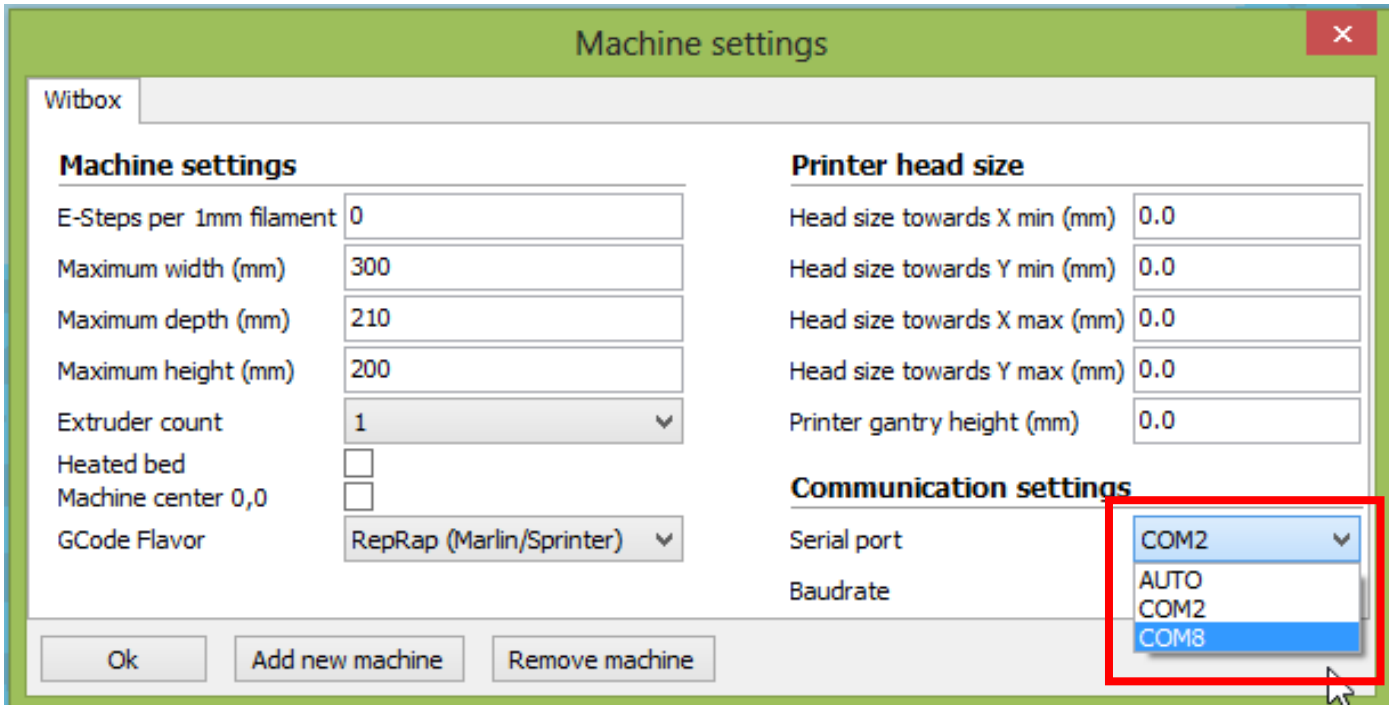 Machine settings
Witbox
Machine settings
E-Steps per 1mm filament 0
Maximum width (mm) 300
Maximum depth (mm) 210
Maximum height (mm) 200
Extruder count 1
Heated bed
Machine center 0,0
GCode Flavor RepRap (Marlin/Sprinter)
Printer head size
Head size towards X min (mm) 0.0
Head size towards Y min (mm) 0.0
Head size towards X max (mm) 0.0
Head size towards Y max (mm) 0.0
Printer gantry height (mm) 0.0
Communication settings
Serial port COM2
AUTO
COM2
COM8
Baudrate
Ok Add new machine Remove machine